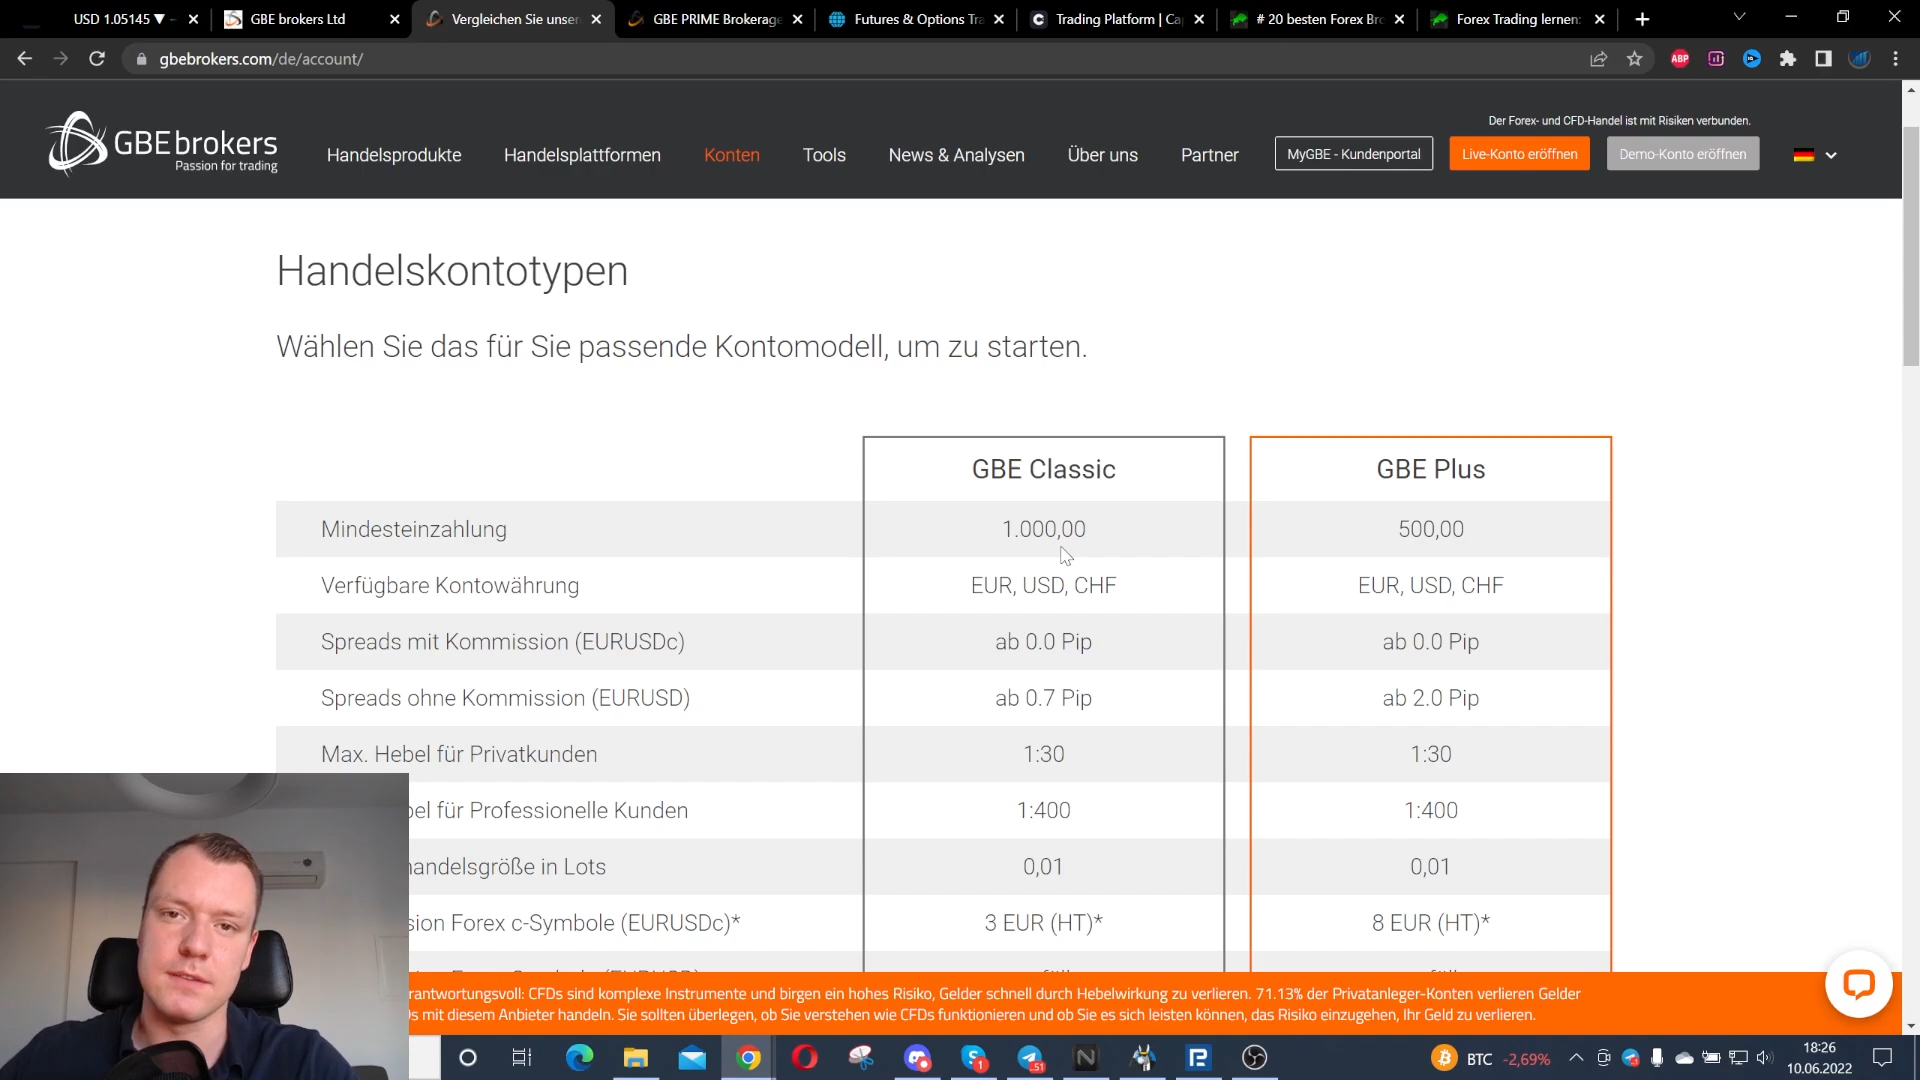 USD 1.05145 ▼ -
GBE brokers Ltd
Vergleichen Sie unser
GBE PRIME Brokerage
Futures & Options Tra
Trading Platform | Ca
# 20 besten Forex Br
Forex Trading lernen:
gbebrokers.com/de/account/
ABP
Der Forex- und CFD-Handel ist mit Risiken verbunden.
GBEbrokers
Passion for trading
Handelsprodukte
Handelsplattformen
Konten
Tools
News & Analysen
Über uns
Partner
MyGBE - Kundenportal
Live-Konto eröffnen
Demo-Konto eröffnen
Handelskontotypen
Wählen Sie das für Sie passende Kontomodell, um zu starten.
GBE Classic GBE Plus
Mindesteinzahlung 1.000,00 500,00
Verfügbare Kontowährung EUR, USD, CHF EUR, USD, CHF
Spreads mit Kommission (EURUSDc) ab 0.0 Pip ab 0.0 Pip
Spreads ohne Kommission (EURUSD) ab 0.7 Pip ab 2.0 Pip
Max. Hebel für Privatkunden 1:30 1:30
bel für Professionelle Kunden 1:400 1:400
handelsgröße in Lots 0,01 0,01
sion Forex c-Symbole (EURUSDc)* 3 EUR (HT)* 8 EUR (HT)*
rantwortungsvoll: CFDs sind komplexe Instrumente und birgen ein hohes Risiko, Gelder schnell durch Hebelwirkung zu verlieren. 71.13% der Privatanleger-Konten verlieren Gelder
s mit diesem Anbieter handeln. Sie sollten überlegen, ob Sie verstehen wie CFDs funktionieren und ob Sie es sich leisten können, das Risiko einzugehen, Ihr Geld zu verlieren.
BTC -2,69%
18:26
10.06.2022